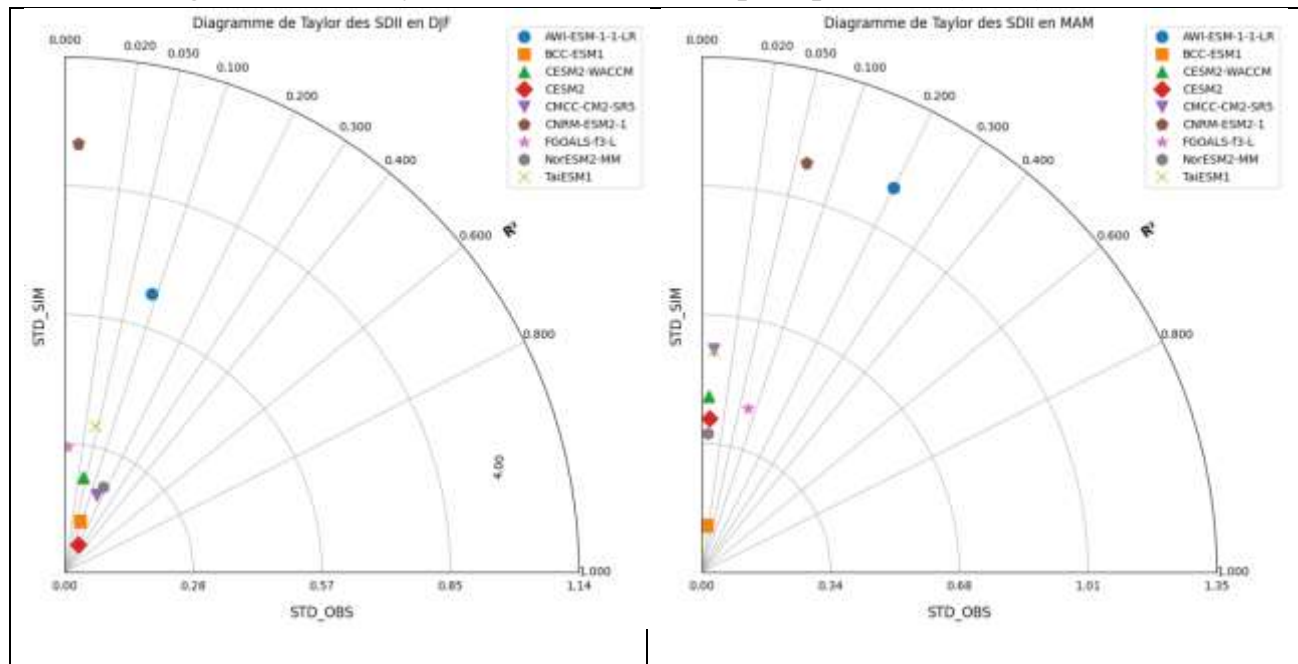 Diagramme de Taylor des SDII en DJF
0.000
0.020
0.050
0.100
0.200
0.300
0.400
0.600
0.800
1.000
R²
AWI-ESM-1-1-LR
BCC-ESM1
CESM2-WACCM
CESM2
CMCC-CM2-SR5
CNRM-ESM2-1
FGOALS-f3-L
NorESM2-MM
TaiESM1
STD_SIM
4.00
0.00 0.28 0.57 0.85 1.14
STD_OBS
Diagramme de Taylor des SDII en MAM
0.000
0.020
0.050
0.100
0.200
0.300
0.400
0.600
0.800
1.000
R²
AWI-ESM-1-1-LR
BCC-ESM1
CESM2-WACCM
CESM2
CMCC-CM2-SR5
CNRM-ESM2-1
FGOALS-f3-L
NorESM2-MM
TaiESM1
STD_SIM
0.00 0.34 0.68 1.01 1.35
STD_OBS